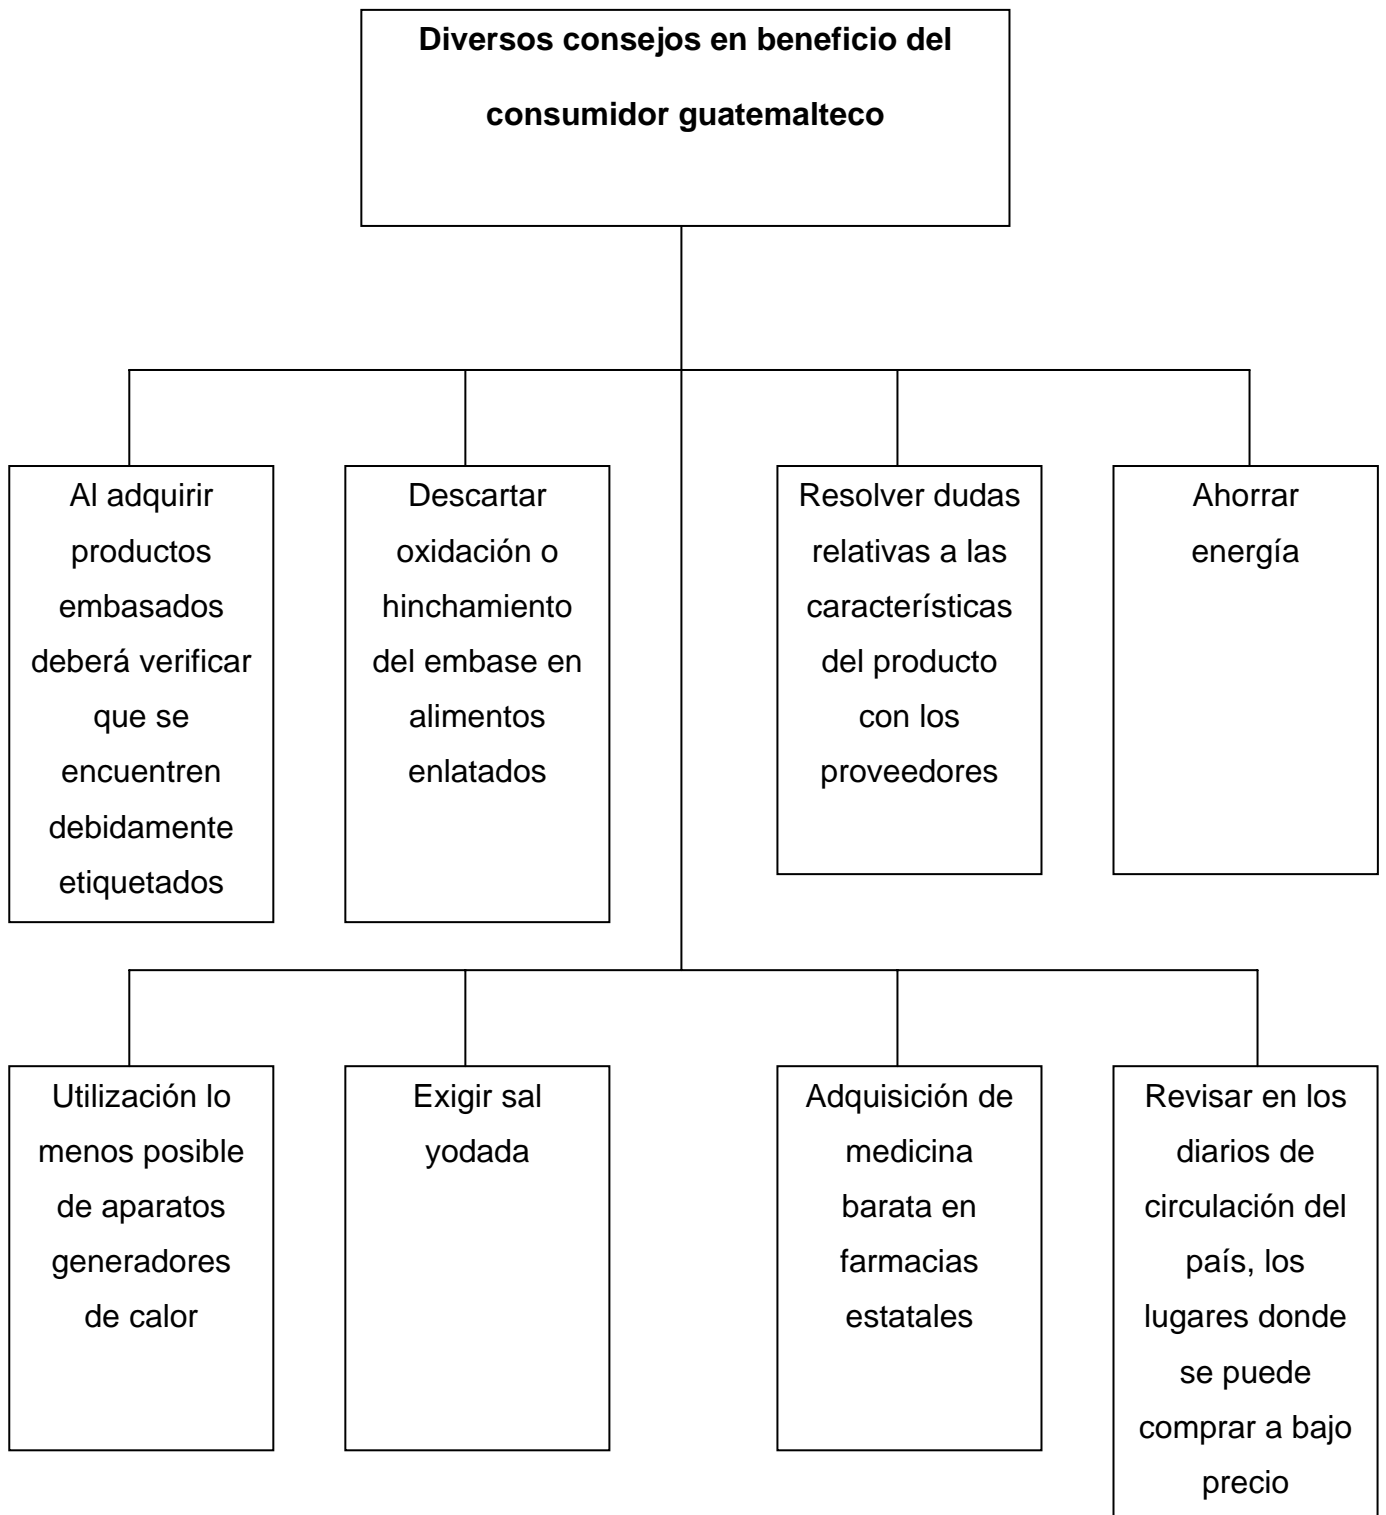 Diversos consejos en beneficio del
consumidor guatemalteco
Al adquirir
productos
embasados
deberá verificar
que se
encuentren
debidamente
etiquetados
Descartar
oxidación o
hinchamiento
del embase en
alimentos
enlatados
Resolver dudas
relativas a las
características
del producto
con los
proveedores
Ahorrar
energía
Utilización lo
menos posible
de aparatos
generadores
de calor
Exigir sal
yodada
Adquisición de
medicina
barata en
farmacias
estatales
Revisar en los
diarios de
circulación del
país, los
lugares donde
se puede
comprar a bajo
precio